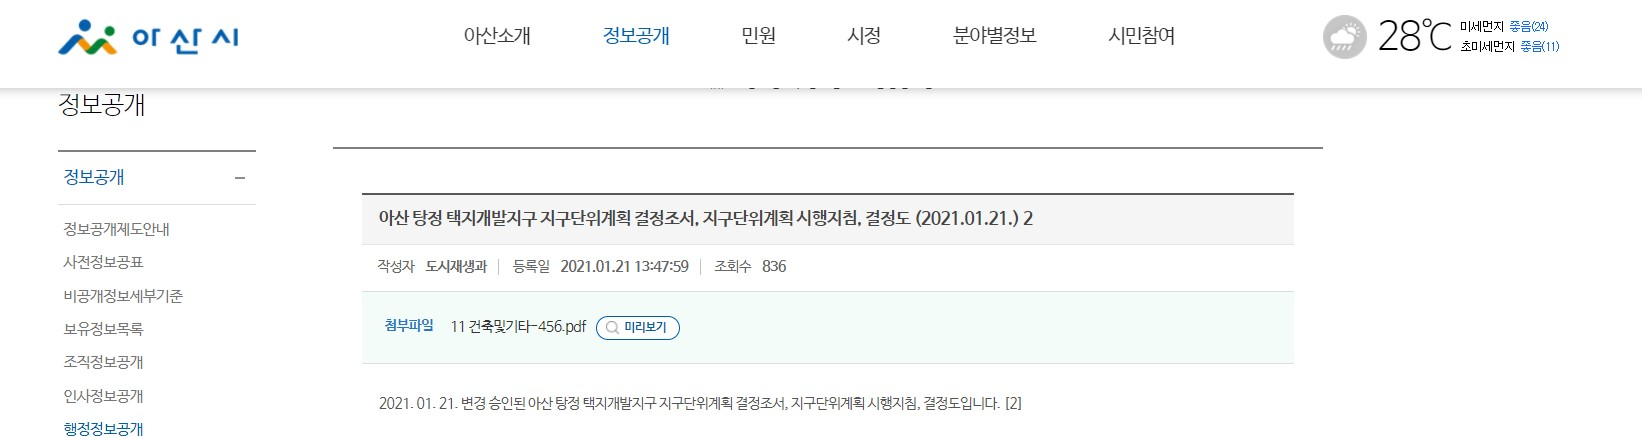 아산시
아산소개 정보공개 민원 시정 분야별정보 시민참여
28℃
미세먼지 좋음(24)
초미세먼지 좋음(11)
정보공개
정보공개
정보공개제도안내
사전정보공표
비공개정보세부기준
보유정보목록
조직정보공개
인사정보공개
행정정보공개
아산 탕정 택지개발지구 지구단위계획 결정조서, 지구단위계획 시행지침, 결정도 (2021.01.21.) 2
작성자 도시재생과 등록일 2021.01.21 13:47:59 조회수 836
첨부파일 11 건축및기타-456.pdf 미리보기
2021. 01. 21. 변경 승인된 아산 탕정 택지개발지구 지구단위계획 결정조서, 지구단위계획 시행지침, 결정도입니다. [2]